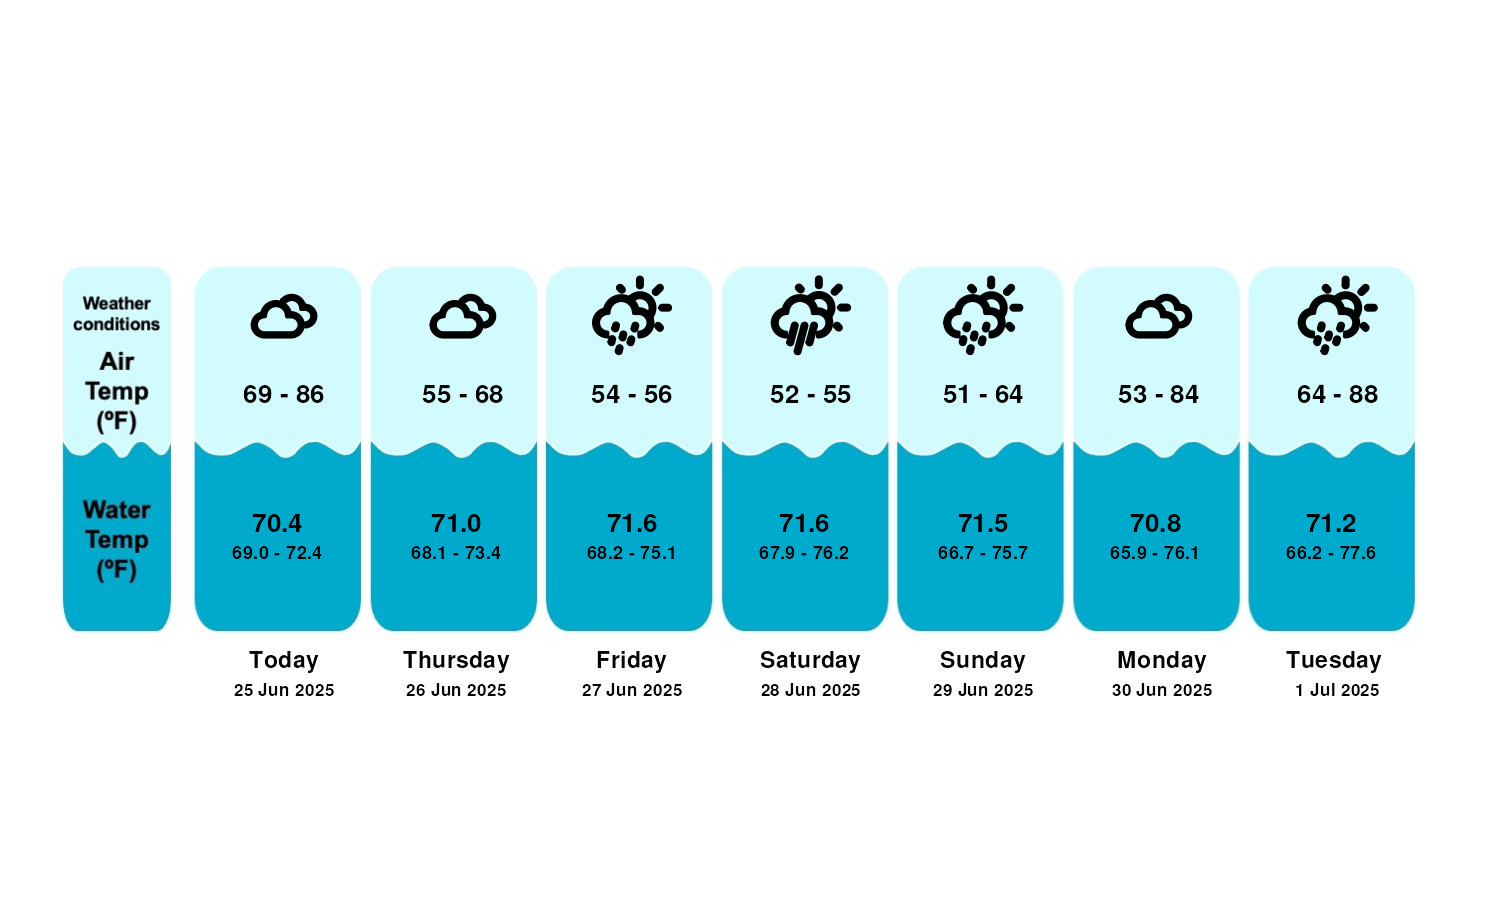 Weather
conditions
Air
Temp
(ºF)
Water
Temp
(ºF)
69 - 86
70.4
69.0 - 72.4
Today
25 Jun 2025
55 - 68
71.0
68.1 - 73.4
Thursday
26 Jun 2025
54 - 56
71.6
68.2 - 75.1
Friday
27 Jun 2025
52 - 55
71.6
67.9 - 76.2
Saturday
28 Jun 2025
51 - 64
71.5
66.7 - 75.7
Sunday
29 Jun 2025
53 - 84
70.8
65.9 - 76.1
Monday
30 Jun 2025
64 - 88
71.2
66.2 - 77.6
Tuesday
1 Jul 2025